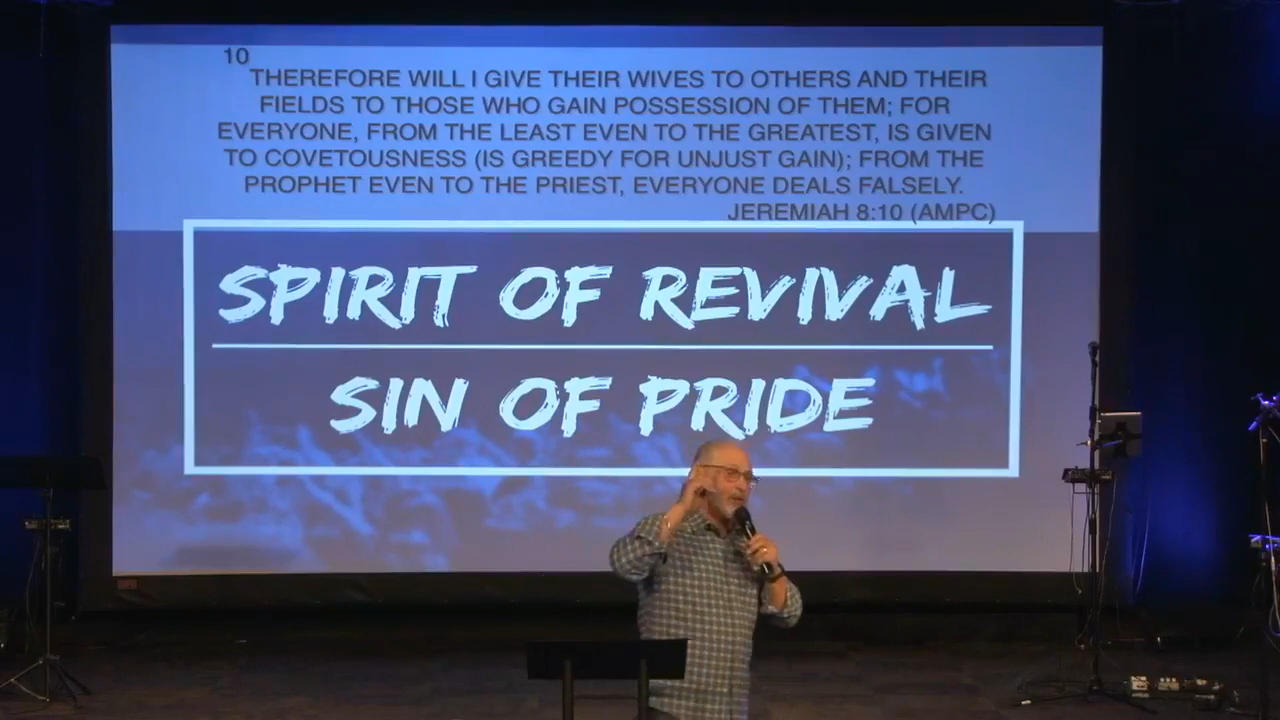 10
THEREFORE WILL I GIVE THEIR WIVES TO OTHERS AND THEIR
FIELDS TO THOSE WHO GAIN POSSESSION OF THEM; FOR
EVERYONE, FROM THE LEAST EVEN TO THE GREATEST, IS GIVEN
TO COVETOUSNESS (IS GREEDY FOR UNJUST GAIN); FROM THE
PROPHET EVEN TO THE PRIEST, EVERYONE DEALS FALSELY.
JEREMIAH 8:10 (AMPC)
SPIRIT OF REVIVAL
SIN OF PRIDE